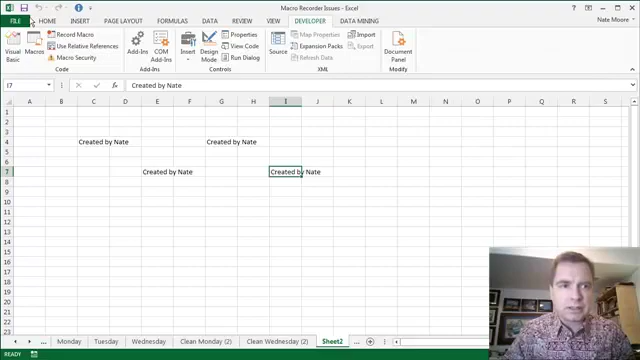 Macro Recorder Issues - Excel
FILE HOME INSERT PAGE LAYOUT FORMULAS DATA REVIEW VIEW DEVELOPER DATA MINING Nate Moore
Visual Basic
Macros
Record Macro
Use Relative References
Macro Security
Code
Add-Ins
COM Add-Ins
Add-Ins
Insert
Design Mode
Properties
View Code
Run Dialog
Controls
Source
Map Properties
Expansion Packs
Refresh Data
Import
Export
XML
Document Panel
Modify
I7 fx Created by Nate
A B C D E F G H I J K L M N O P Q R S
1
2
3
4 Created by Nate Created by Nate
5
6
7 Created by Nate Created by Nate
8
9
10
11
12
13
14
15
16
17
18
19
20
21
22
23
... Monday Tuesday Wednesday Clean Monday (2) Clean Wednesday (2) Sheet2 ...
READY